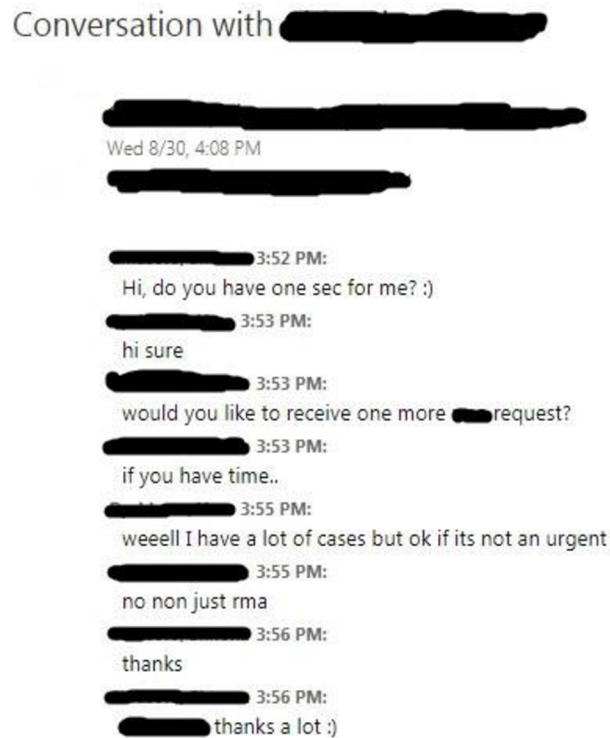 Conversation with
Wed 8/30, 4:08 PM
3:52 PM:
Hi, do you have one sec for me? :)
3:53 PM:
hi sure
3:53 PM:
would you like to receive one more request?
3:53 PM:
if you have time..
3:55 PM:
weeell I have a lot of cases but ok if its not an urgent
3:55 PM:
no non just rma
3:56 PM:
thanks
3:56 PM:
thanks a lot :)